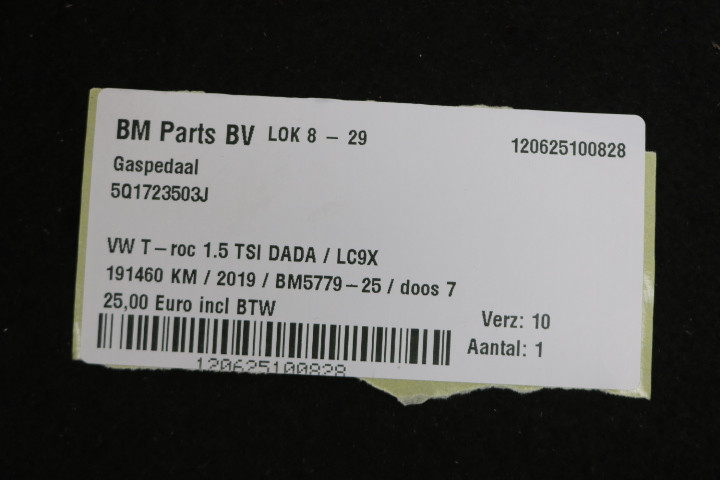 BM Parts BV LOK 8 – 29 120625100828
Gaspedaal
5Q1723503J
VW T–roc 1.5 TSI DADA / LC9X
191460 KM / 2019 / BM5779–25 / doos 7
25,00 Euro incl BTW
Verz: 10
Aantal: 1
120625100828